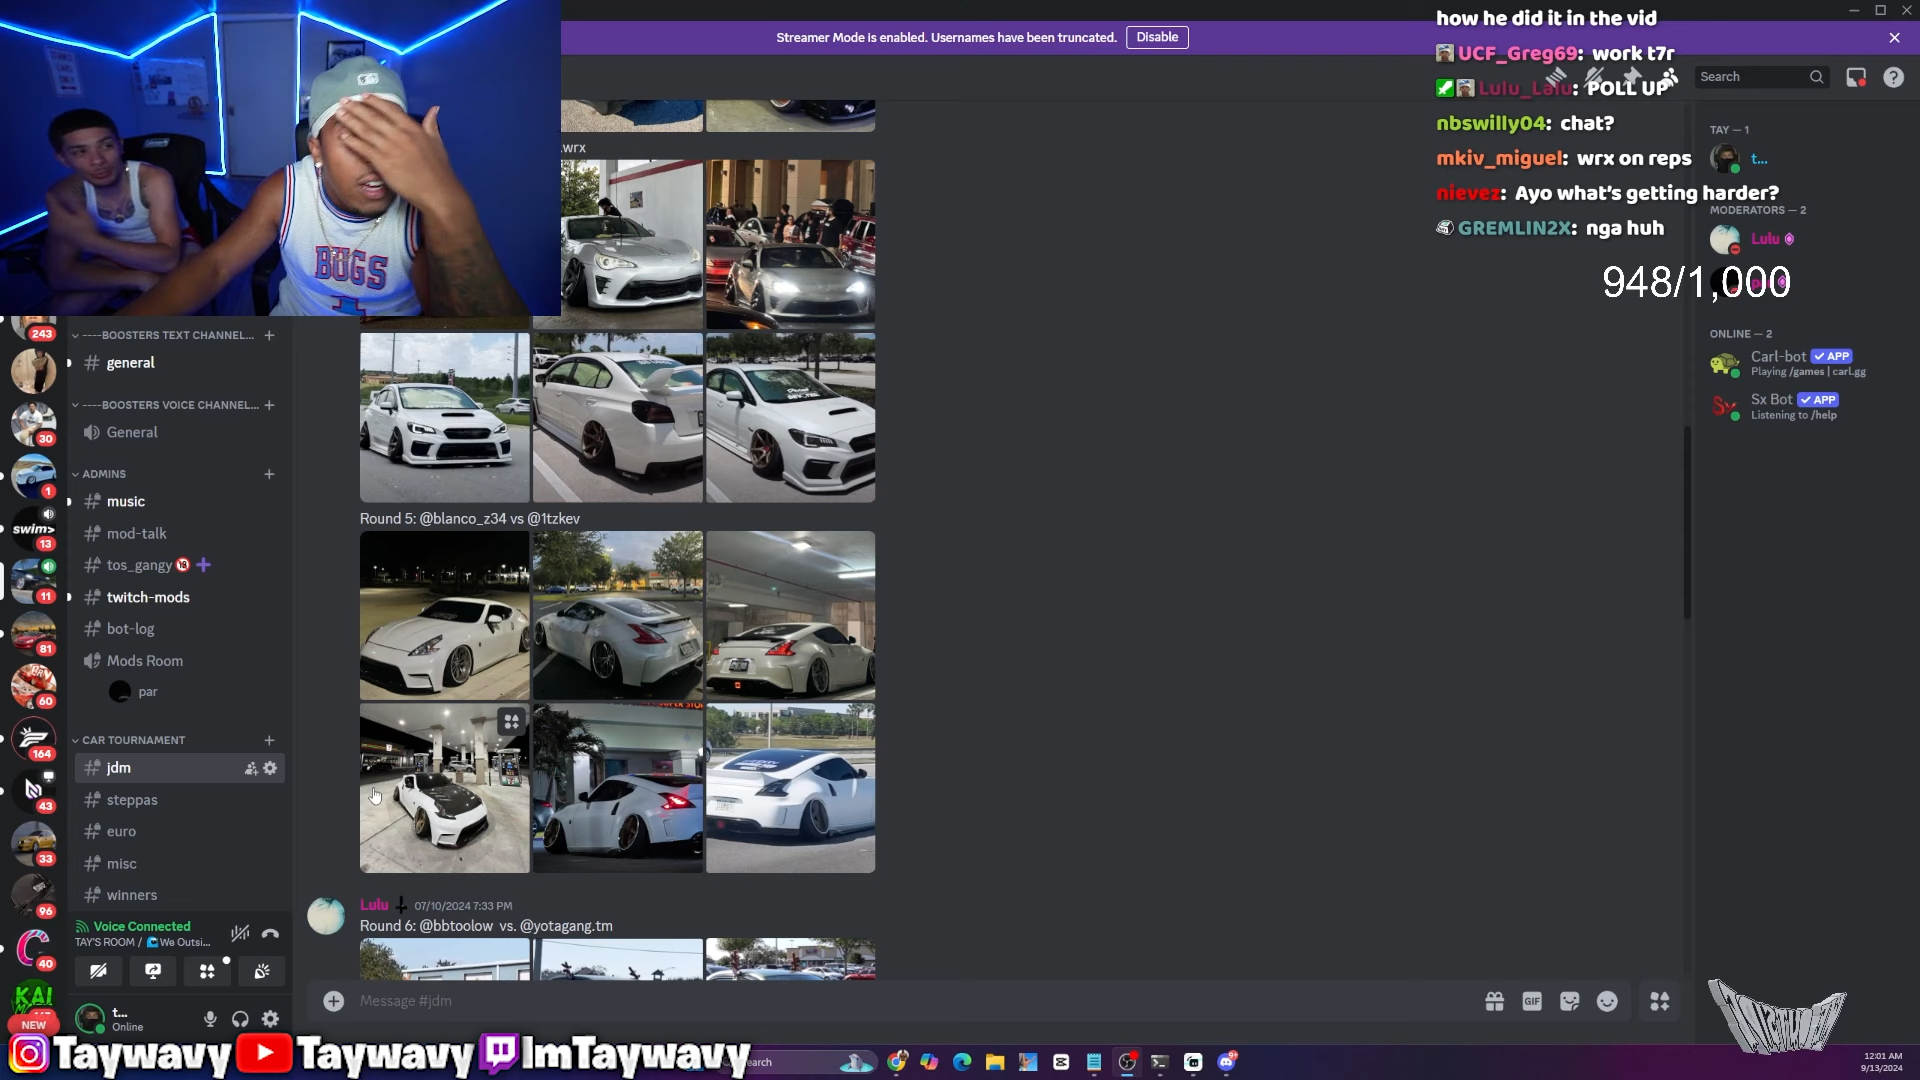 how he did it in the vid
Streamer Mode is enabled. Usernames have been truncated.
Disable
UCF_Greg69: work t7r
Search
Lulu_Lalu: POLL UP
nbswilly04: chat?
mkiv_miguel: wrx on reps
nievez: Ayo what's getting harder?
GREMLIN2X: nga huh
948/1,000
TAY — 1
t...
MODERATORS — 2
Lulu
ONLINE — 2
Carl-bot
APP
Playing /games | carl.gg
Sx Bot
APP
Listening to /help
BUGS
.wrx
243
----BOOSTERS TEXT CHANNEL...
general
----BOOSTERS VOICE CHANNEL...
General
30
ADMINS
1
music
swim>
13
mod-talk
tos_gangy
11
twitch-mods
bot-log
81
Mods Room
par
60
CAR TOURNAMENT
164
jdm
43
steppas
euro
33
misc
96
winners
Voice Connected
TAY'S ROOM / We Outsi...
40
KAI
NEW
t...
Online
Round 5: @blanco_z34 vs @1tzkev
Lulu
07/10/2024 7:33 PM
Round 6: @bbtoolow vs. @yotagang.tm
Message #jdm
GIF
Taywavy
Taywavy
ImTaywavy
earch
12:01 AM
9/13/2024